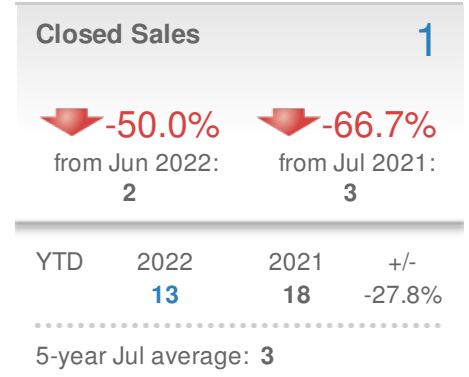 Closed Sales 1
-50.0% -66.7%
from Jun 2022: from Jul 2021:
2 3
YTD 2022 2021 +/-
13 18 -27.8%
5-year Jul average: 3